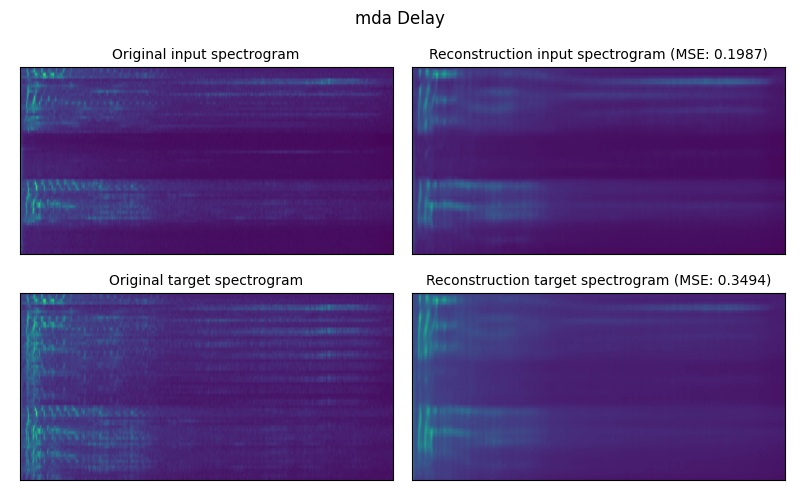 mda Delay
Original input spectrogram
Reconstruction input spectrogram (MSE: 0.1987)
Original target spectrogram
Reconstruction target spectrogram (MSE: 0.3494)